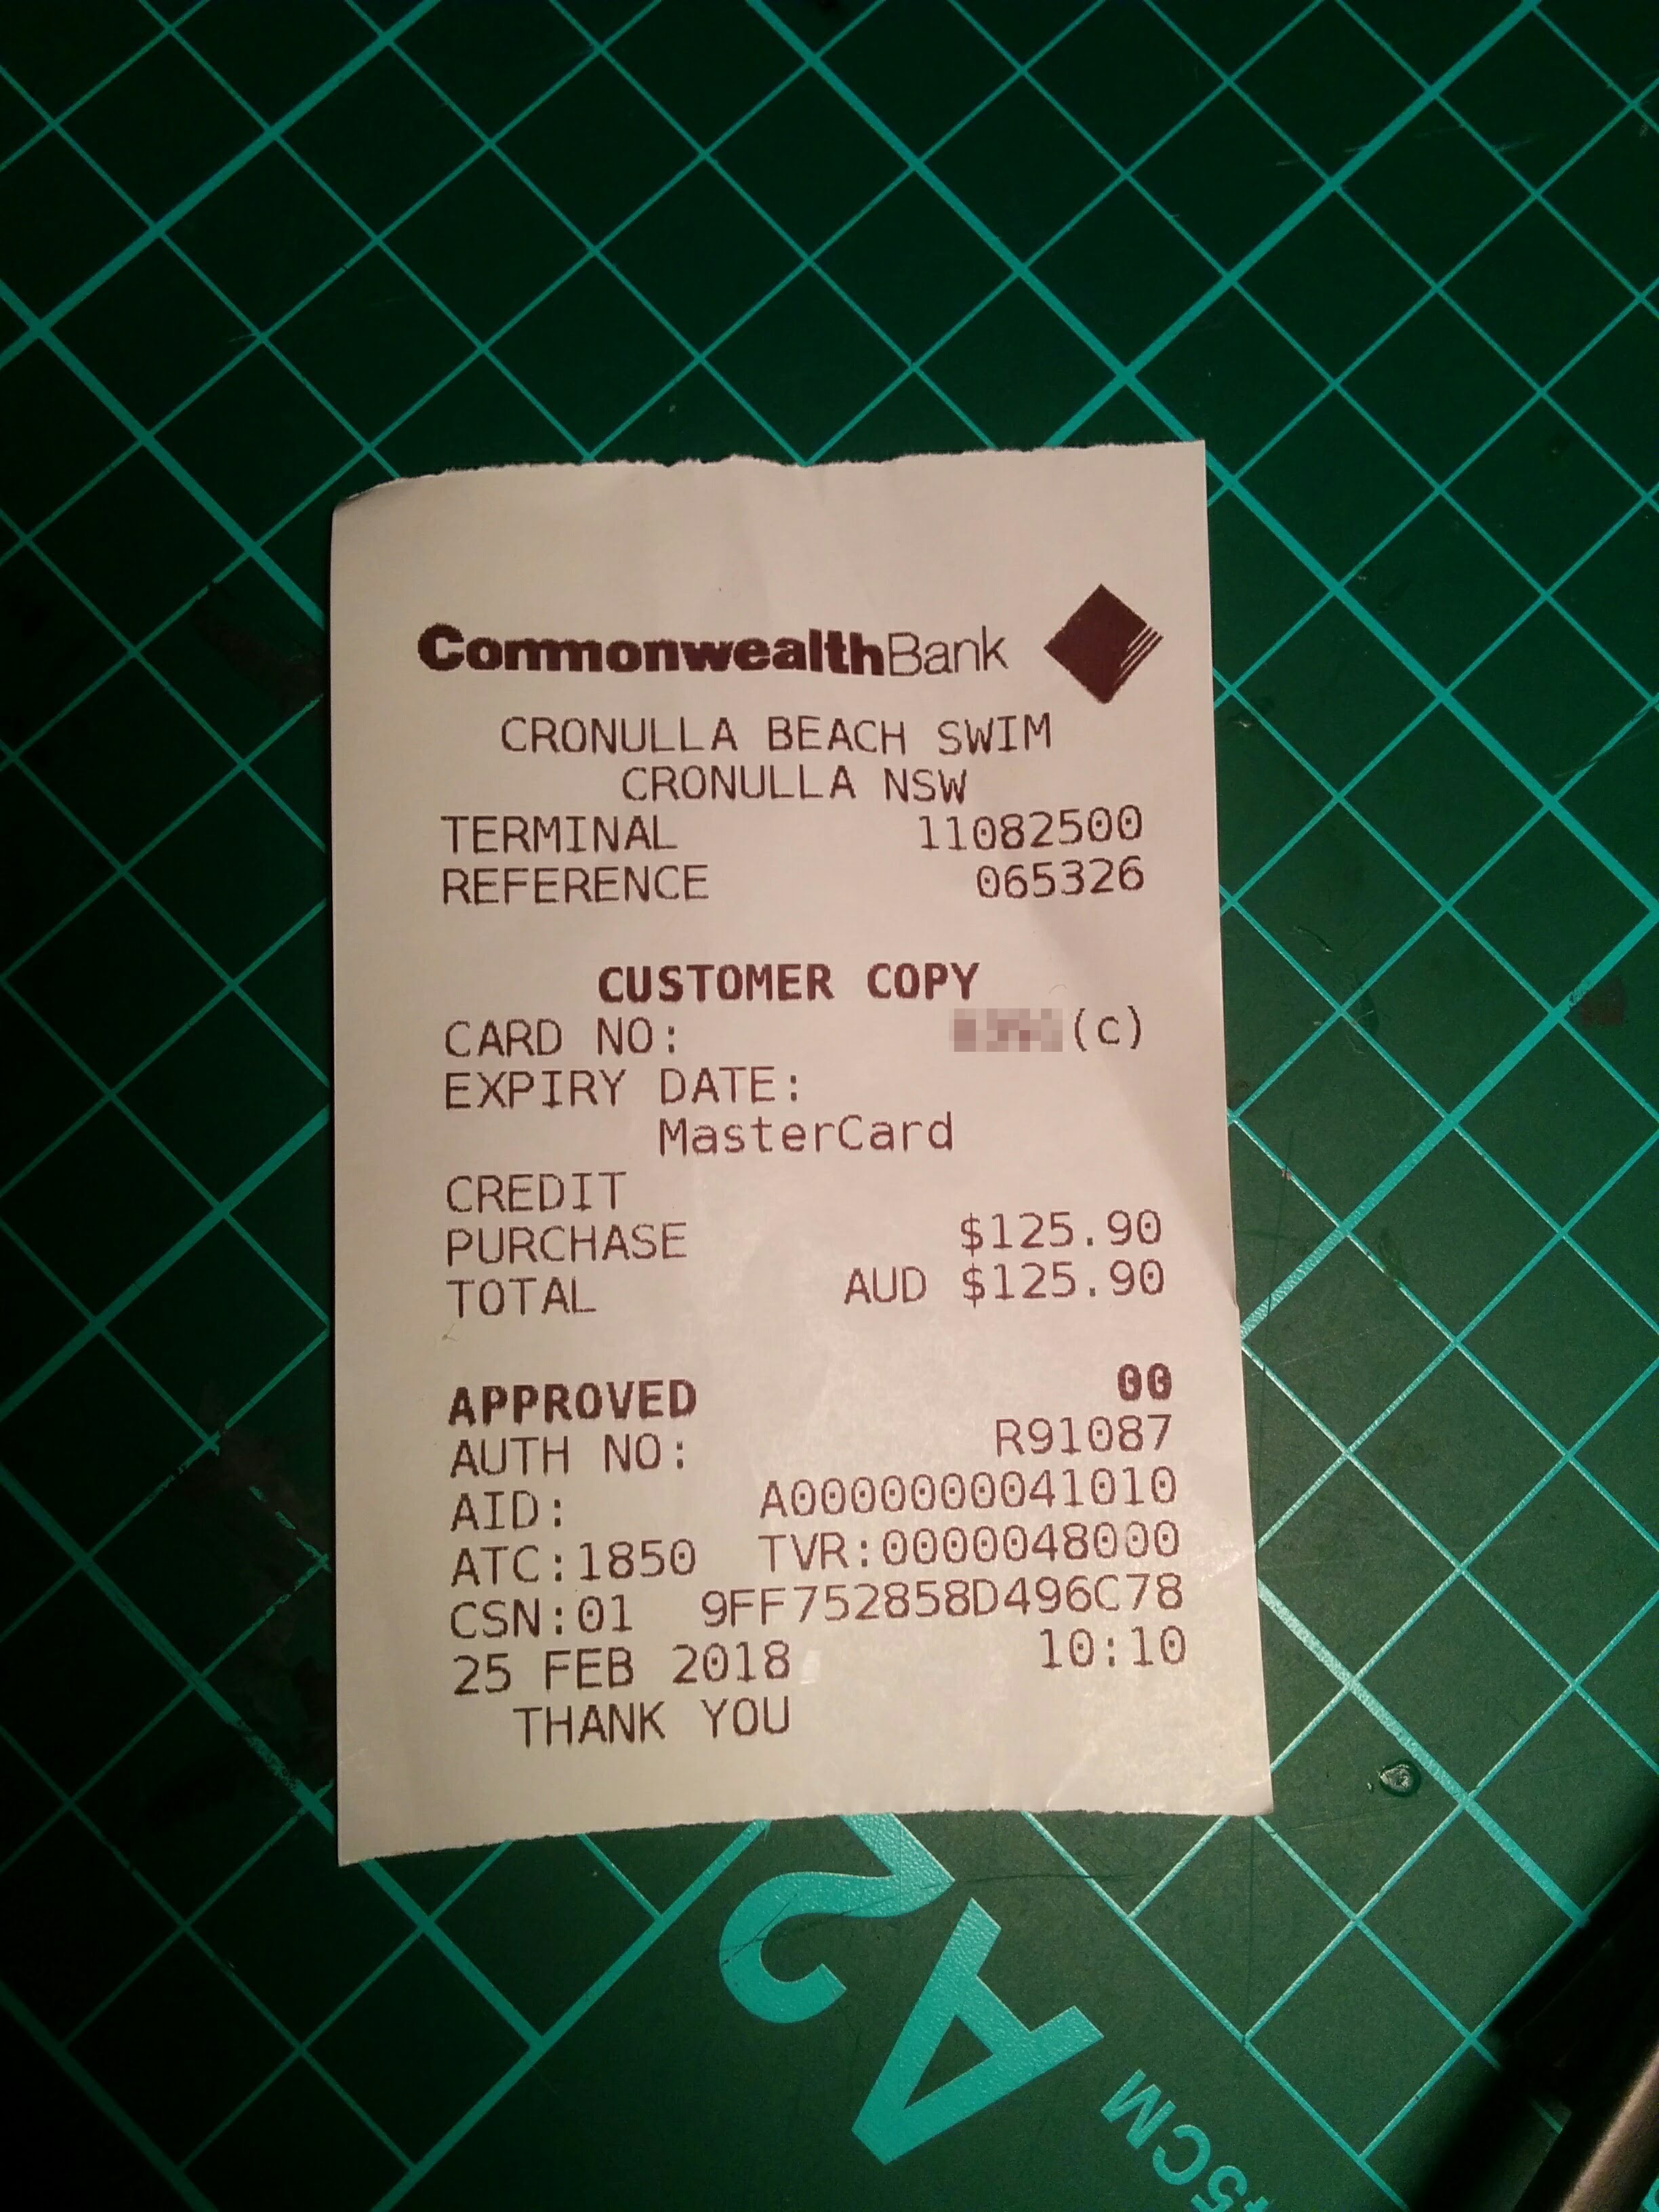 CommonwealthBank
CRONULLA BEACH SWIM
CRONULLA NSW
TERMINAL 11082500
REFERENCE 065326
CUSTOMER COPY
CARD NO: (c)
EXPIRY DATE:
MasterCard
CREDIT
PURCHASE $125.90
TOTAL AUD $125.90
APPROVED 00
AUTH NO: R91087
AID: A0000000041010
ATC:1850 TVR:0000048000
CSN:01 9FF752858D496C78
25 FEB 2018 10:10
THANK YOU
A2
45CM